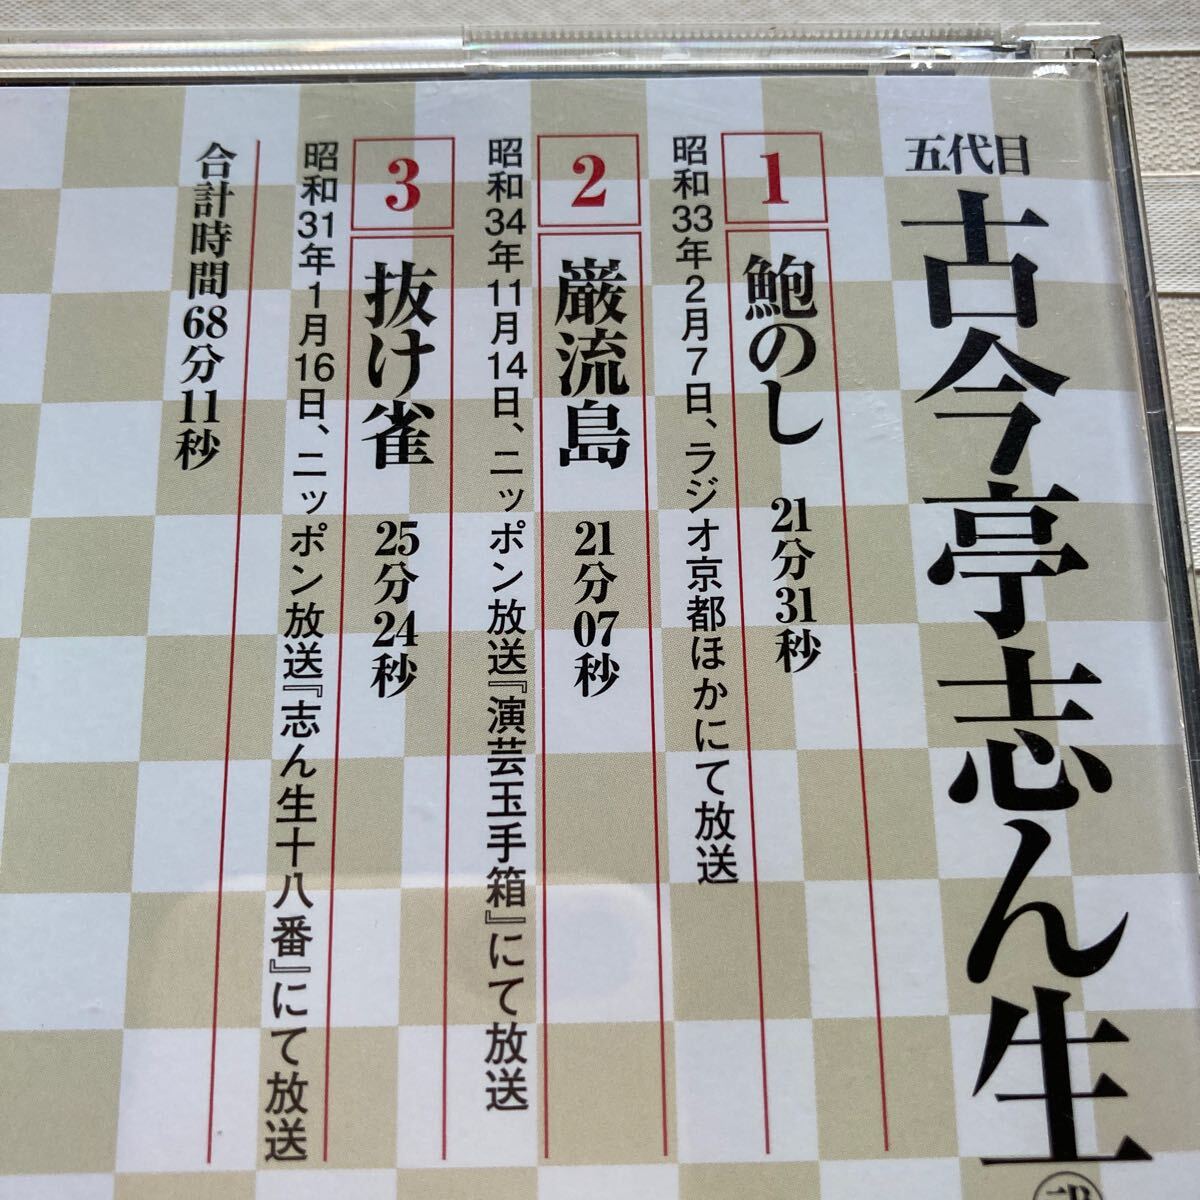 五代目
古今亭志ん生
1
鮑のし 21分31秒
昭和33年2月7日、ラジオ京都ほかにて放送
2
巌流島 21分07秒
昭和34年11月14日、ニッポン放送『演芸玉手箱』にて放送
3
抜け雀 25分24秒
昭和31年1月16日、ニッポン放送『志ん生十八番』にて放送
合計時間68分11秒